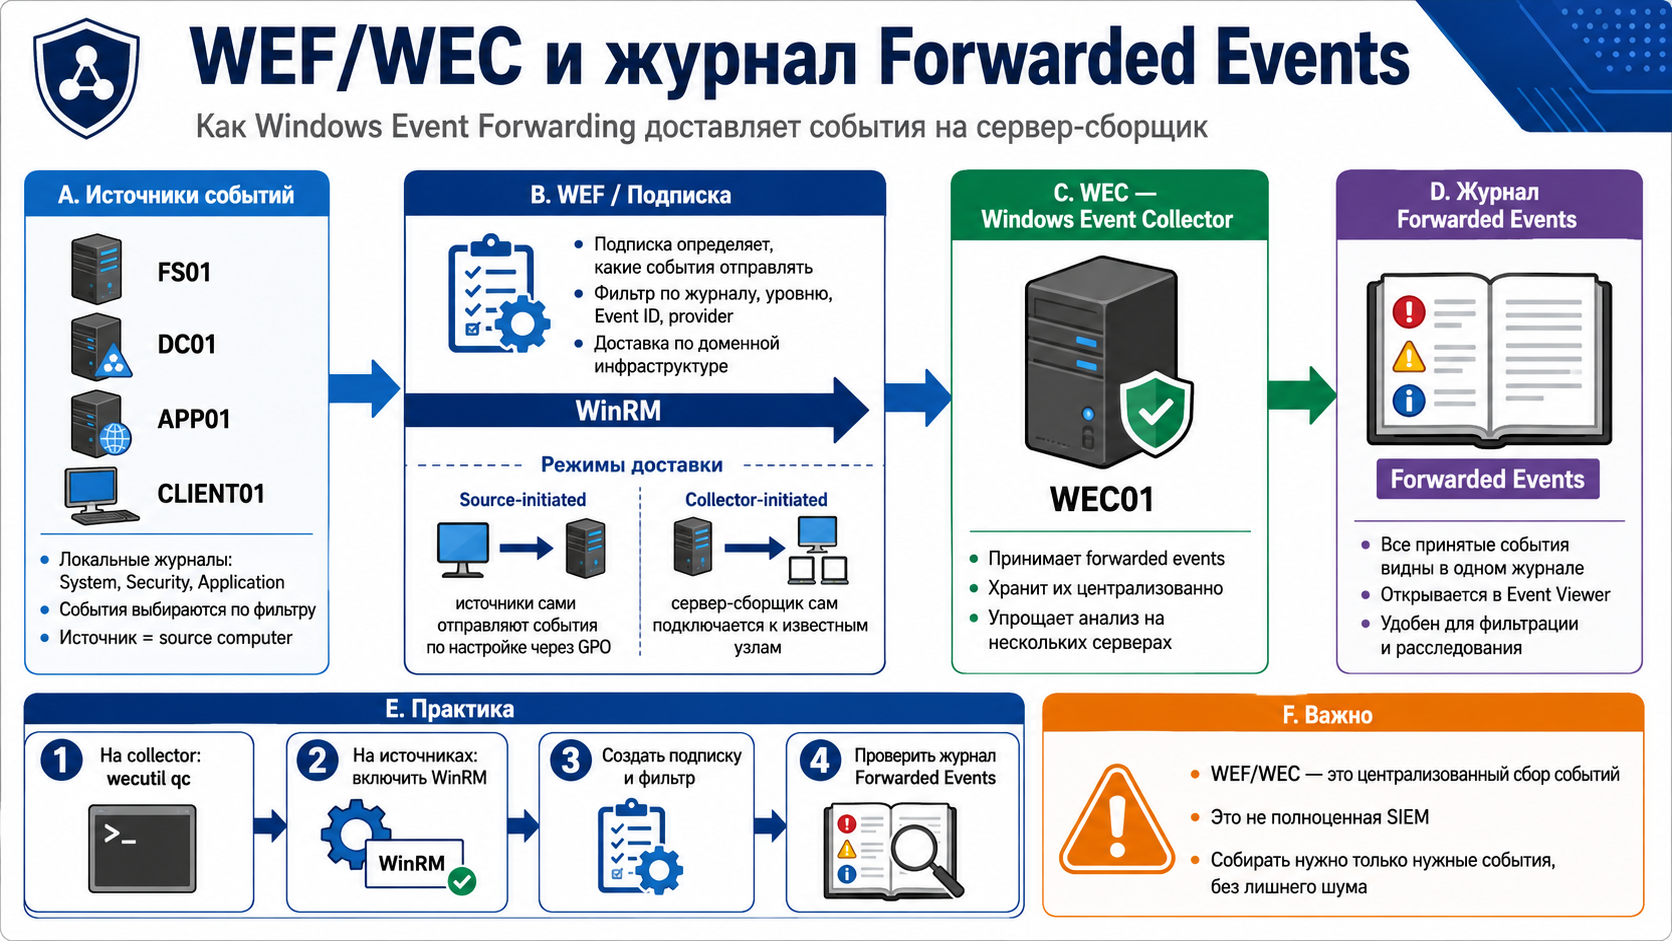 WEF/WEC и журнал Forwarded Events
Как Windows Event Forwarding доставляет события на сервер-сборщик
A. Источники событий
FS01
DC01
APP01
CLIENT01
Локальные журналы:
System, Security, Application
События выбираются по фильтру
Источник = source computer
B. WEF / Подписка
Подписка определяет,
какие события отправлять
Фильтр по журналу, уровню,
Event ID, provider
Доставка по доменной
инфраструктуре
WinRM
Режимы доставки
Source-initiated
источники сами
отправляют события
по настройке через GPO
Collector-initiated
сервер-сборщик сам
подключается к известным
узлам
C. WEC —
Windows Event Collector
WEC01
Принимает forwarded events
Хранит их централизованно
Упрощает анализ на
нескольких серверах
D. Журнал
Forwarded Events
Forwarded Events
Все принятые события
видны в одном журнале
Открывается в Event Viewer
Удобен для фильтрации
и расследования
E. Практика
1
На collector:
wecutil qc
>_
2
На источниках:
включить WinRM
WinRM
3
Создать подписку
и фильтр
4
Проверить журнал
Forwarded Events
F. Важно
WEF/WEC — это централизованный сбор событий
Это не полноценная SIEM
Собирать нужно только нужные события,
без лишнего шума